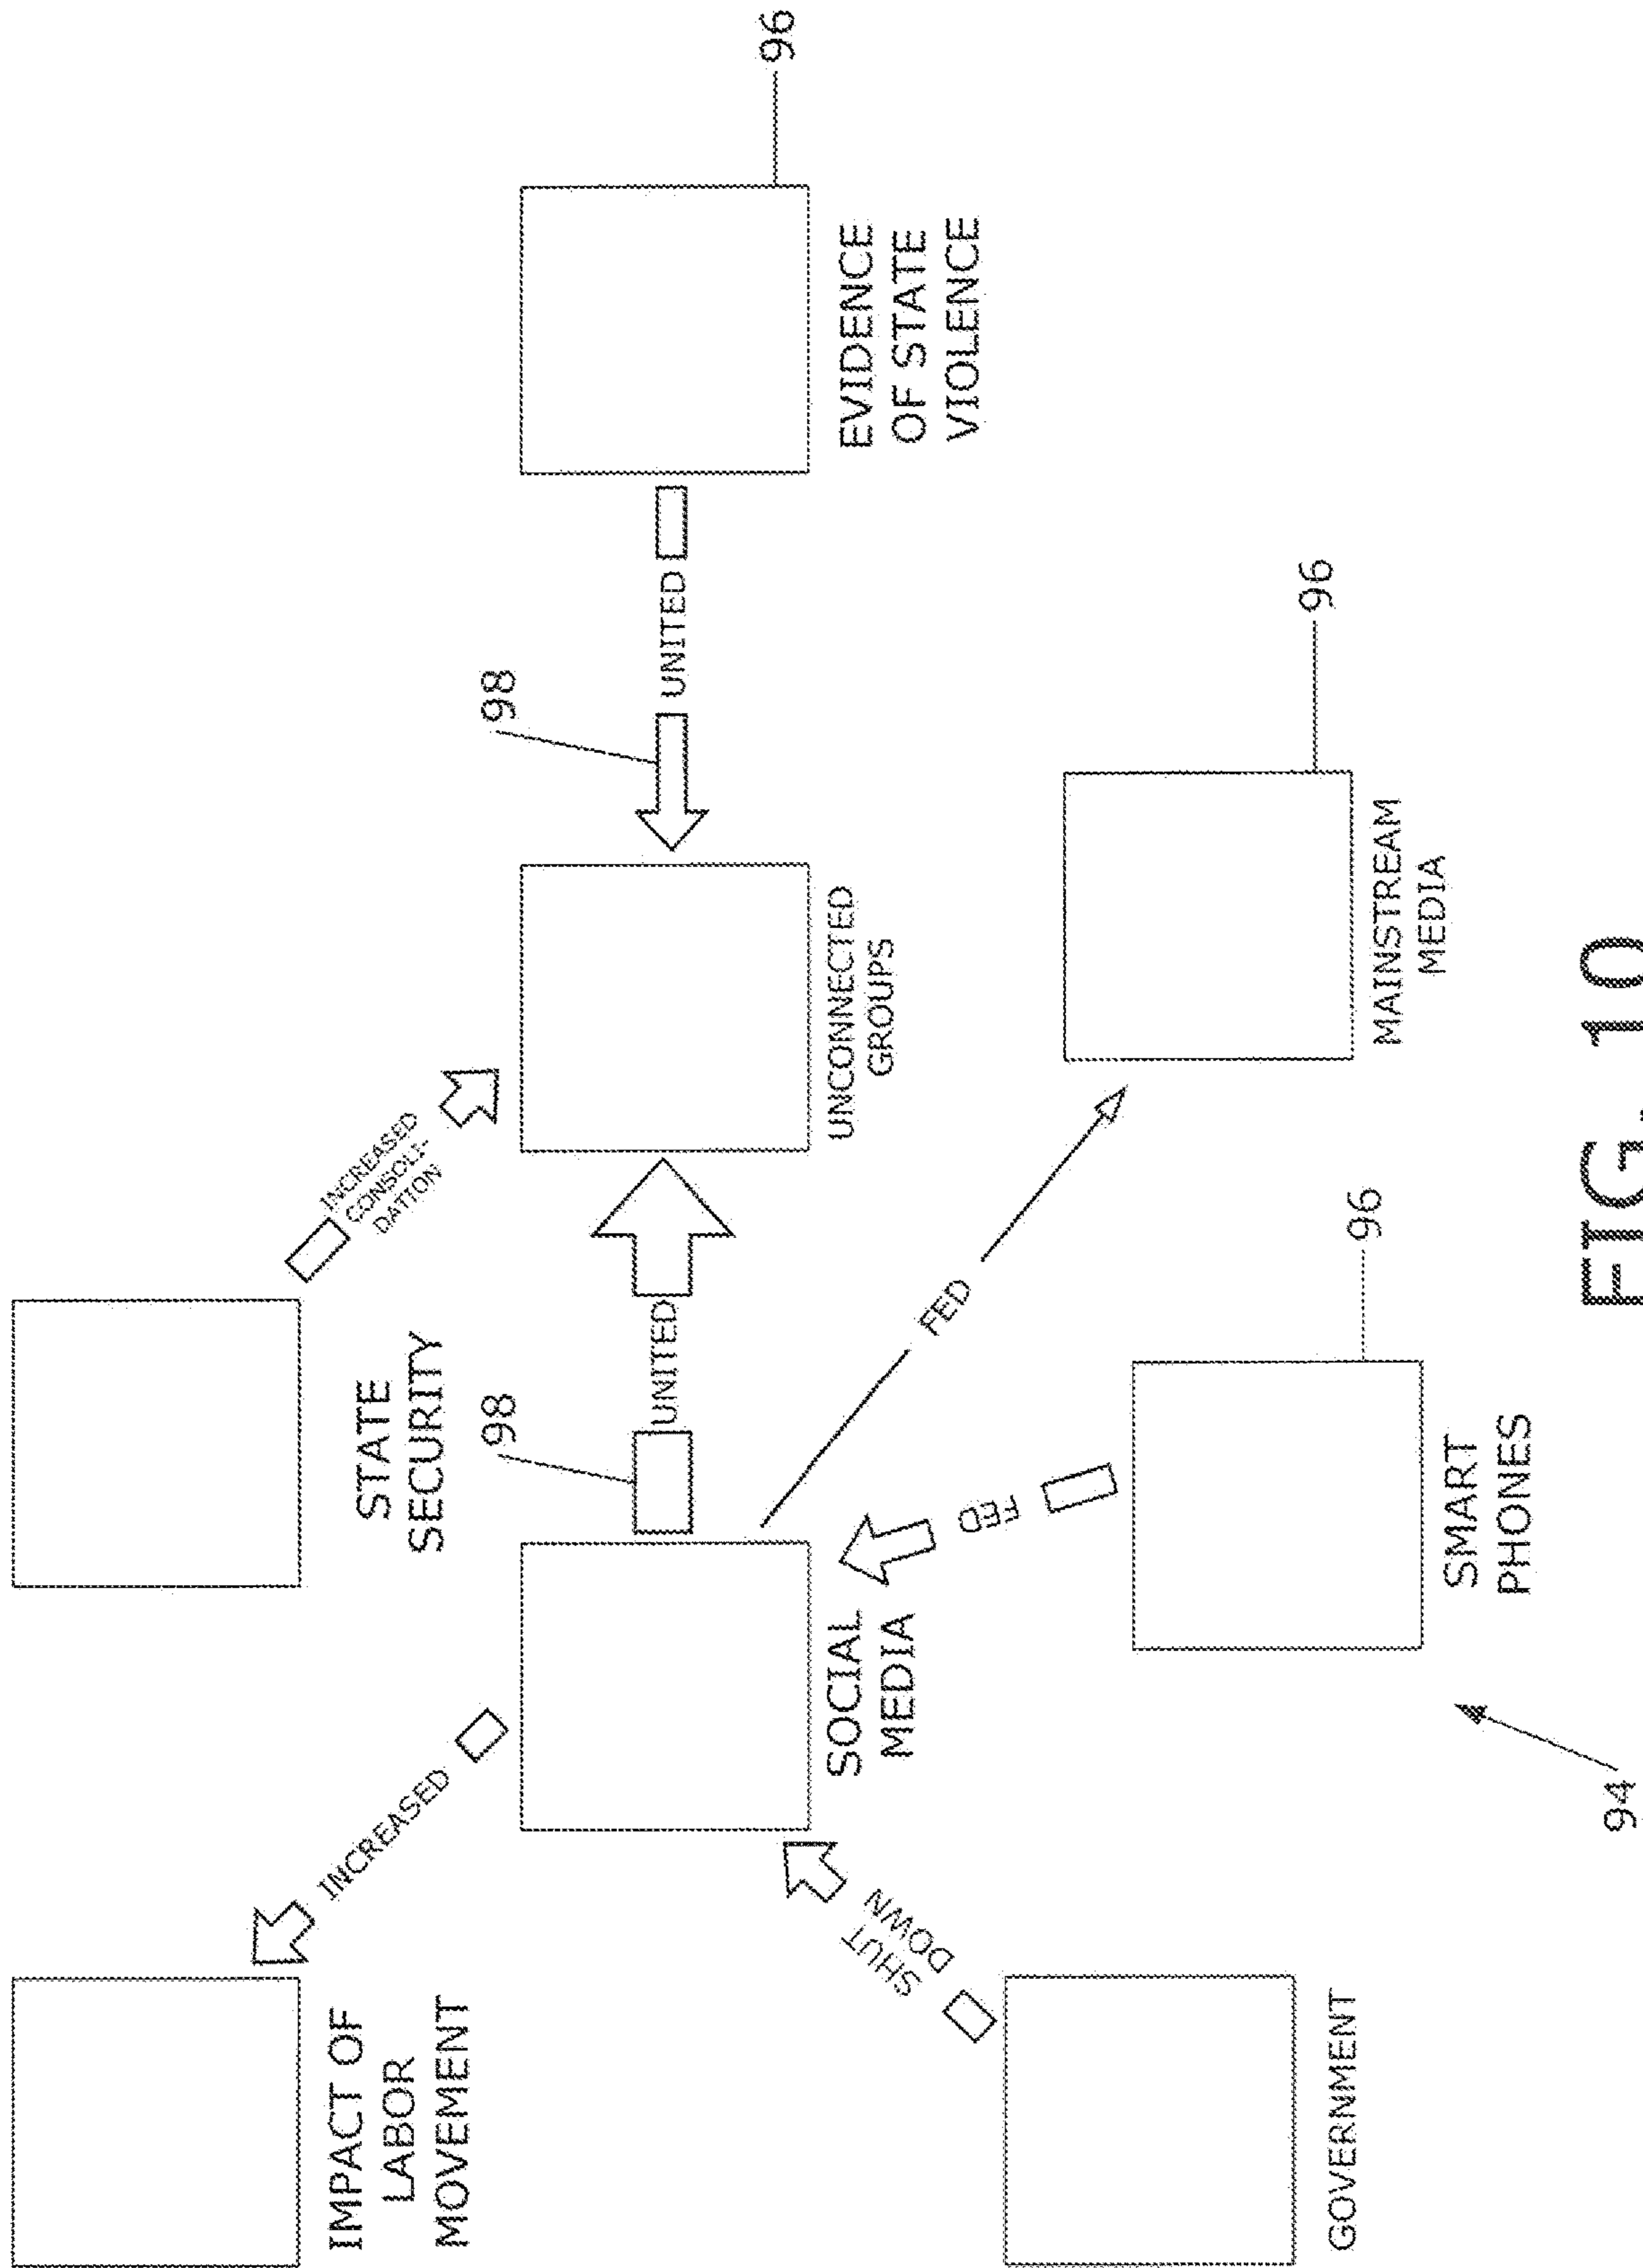 IMPACT OF
LABOR
MOVEMENT
INCREASED
STATE
SECURITY
INCREASED
CONSOLI-
DATION
GOVERNMENT
SHUT
DOWN
SOCIAL
MEDIA
98
UNITED
UNCONNECTED
GROUPS
98
UNITED
EVIDENCE
OF STATE
VIOLENCE
96
FED
FED
SMART
PHONES
96
MAINSTREAM
MEDIA
96
94
FIG. 10